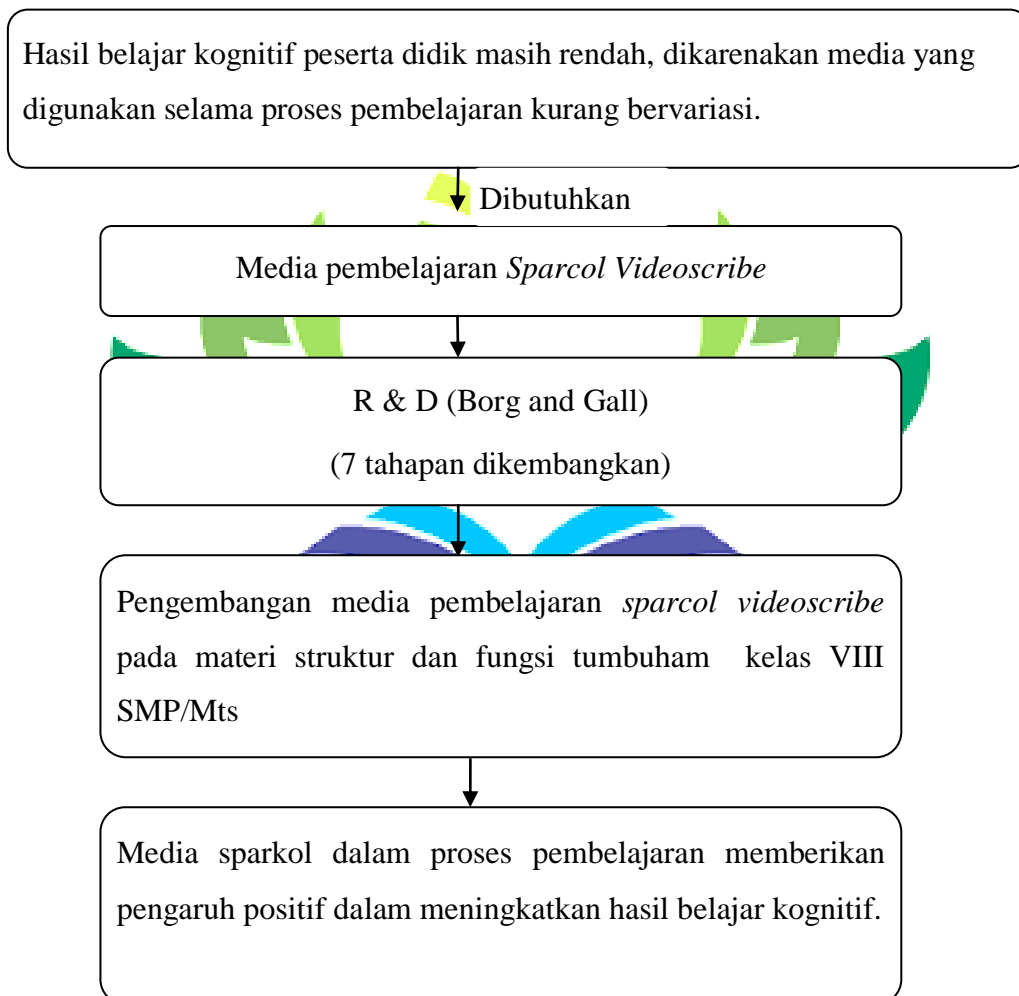 Hasil belajar kognitif peserta didik masih rendah, dikarenakan media yang
digunakan selama proses pembelajaran kurang bervariasi.
Dibutuhkan
Media pembelajaran Sparcol Videoscribe
R & D (Borg and Gall)
(7 tahapan dikembangkan)
Pengembangan media pembelajaran sparcol videoscribe
pada materi struktur dan fungsi tumbuham kelas VIII
SMP/Mts
Media sparkol dalam proses pembelajaran memberikan
pengaruh positif dalam meningkatkan hasil belajar kognitif.